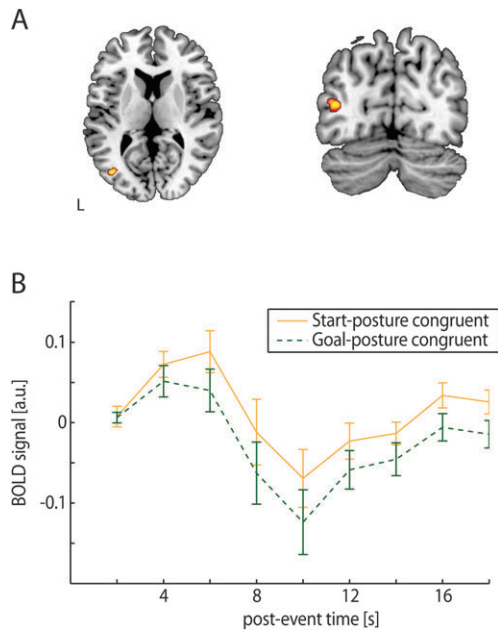 A
L
B
0.1
0
-0.1
BOLD signal [a.u.]
Start-posture congruent
Goal-posture congruent
4
6
8
12
16
post-event time [s]